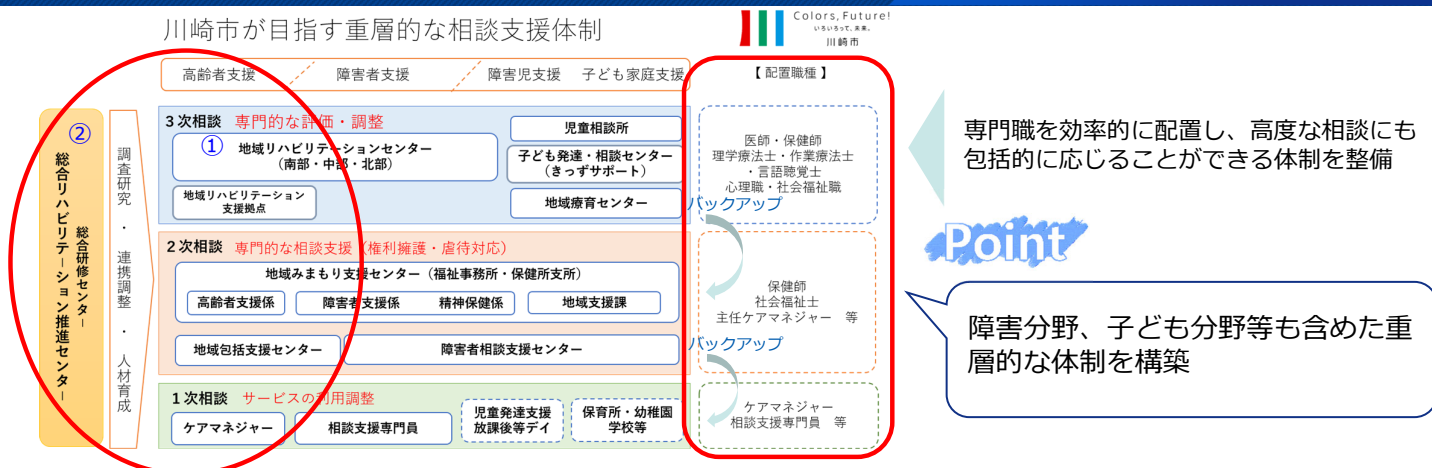 川崎市が目指す重層的な相談支援体制
Colors, Future!
いろいろって、未来。
川崎市
高齢者支援
障害者支援
障害児支援 子ども家庭支援
【 配置職種 】
②
総合研修センター
総合リハビリテーション推進センター
調査研究 ・ 連携調整 ・ 人材育成
3次相談 専門的な評価・調整
①
地域リハビリテーションセンター
(南部・中部・北部)
地域リハビリテーション
支援拠点
児童相談所
子ども発達・相談センター
(きっずサポート)
地域療育センター
医師・保健師
理学療法士・作業療法士
・言語聴覚士
心理職・社会福祉職
バックアップ
2次相談 専門的な相談支援(権利擁護・虐待対応)
地域みまもり支援センター(福祉事務所・保健所支所)
高齢者支援係
障害者支援係 精神保健係
地域支援課
地域包括支援センター
障害者相談支援センター
保健師
社会福祉士
主任ケアマネジャー 等
バックアップ
1次相談 サービスの利用調整
ケアマネジャー
相談支援専門員
児童発達支援
放課後等デイ
保育所・幼稚園
学校等
ケアマネジャー
相談支援専門員 等
専門職を効率的に配置し、高度な相談にも
包括的に応じることができる体制を整備
Point
障害分野、子ども分野等も含めた重
層的な体制を構築